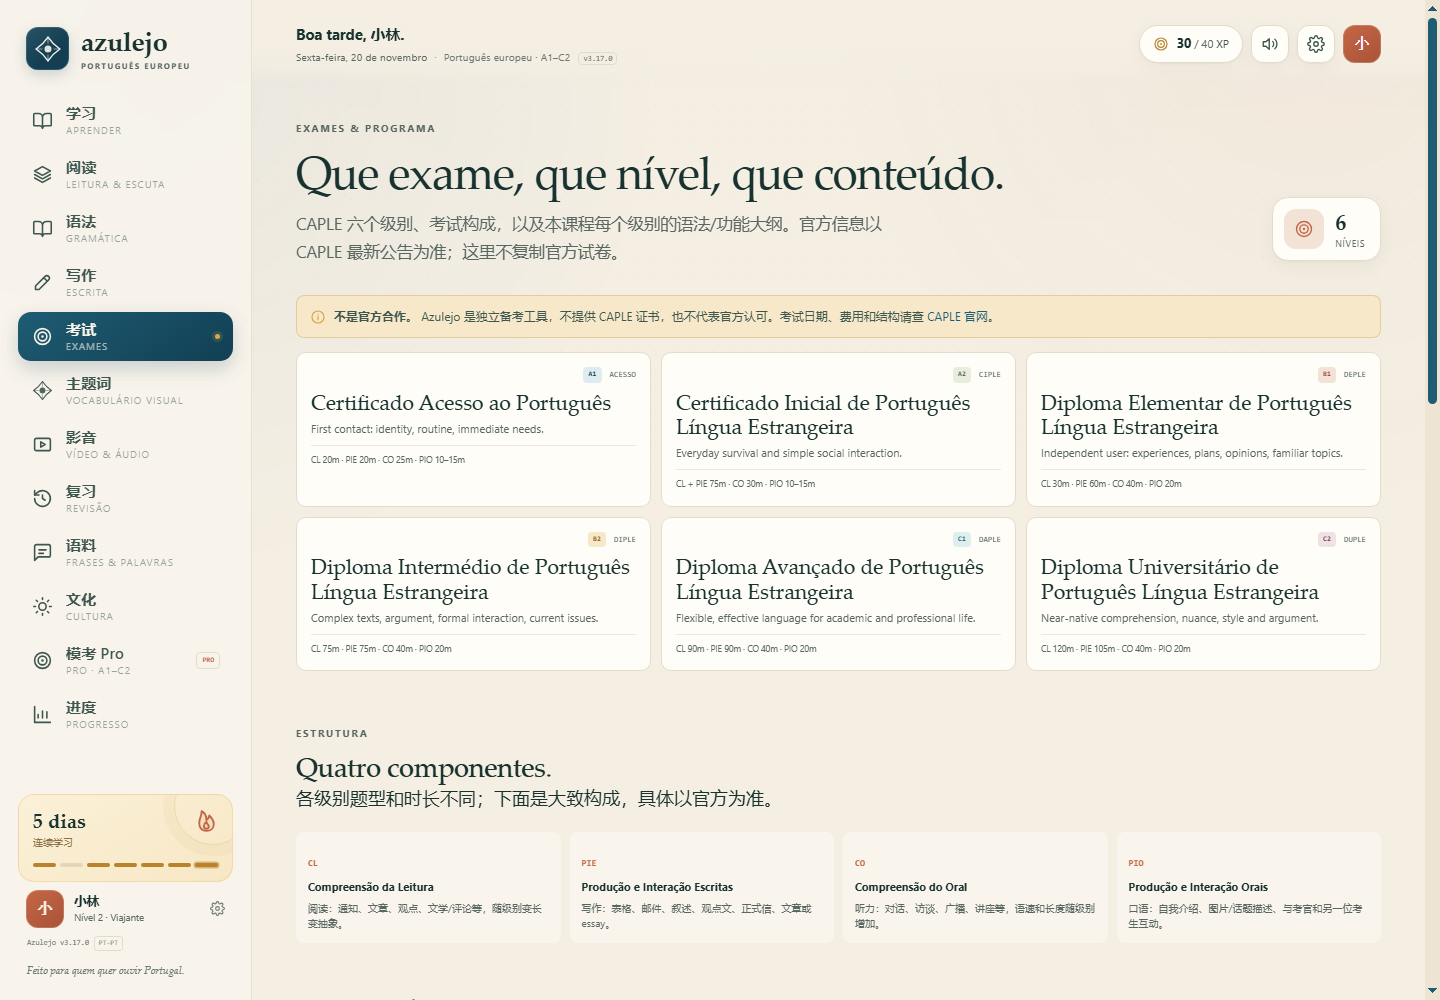 azulejo
PORTUGUÊS EUROPEU
学习
APRENDER
阅读
LEITURA & ESCUTA
语法
GRAMÁTICA
写作
ESCRITA
考试
EXAMES
主题词
VOCABULÁRIO VISUAL
影音
VÍDEO & ÁUDIO
复习
REVISÃO
语料
FRASES & PALAVRAS
文化
CULTURA
模考 Pro
PRO · A1–C2
PRO
进度
PROGRESSO
5 dias
连续学习
小
小林
Nível 2 · Viajante
Azulejo v3.17.0 PT-PT
Feito para quem quer ouvir Portugal.
Boa tarde, 小林.
Sexta-feira, 20 de novembro · Português europeu · A1–C2 v3.17.0
30 / 40 XP
小
EXAMES & PROGRAMA
Que exame, que nível, que conteúdo.
CAPLE 六个级别、考试构成，以及本课程每个级别的语法/功能大纲。官方信息以
CAPLE 最新公告为准；这里不复制官方试卷。
6
NÍVEIS
不是官方合作。 Azulejo 是独立备考工具，不提供 CAPLE 证书，也不代表官方认可。考试日期、费用和结构请查 CAPLE 官网。
A1 ACESSO
Certificado Acesso ao Português
First contact: identity, routine, immediate needs.
CL 20m · PIE 20m · CO 25m · PIO 10–15m
A2 CIPLE
Certificado Inicial de Português
Língua Estrangeira
Everyday survival and simple social interaction.
CL + PIE 75m · CO 30m · PIO 10–15m
B1 DEPLE
Diploma Elementar de Português
Língua Estrangeira
Independent user: experiences, plans, opinions, familiar topics.
CL 30m · PIE 60m · CO 40m · PIO 20m
B2 DIPLE
Diploma Intermédio de Português
Língua Estrangeira
Complex texts, argument, formal interaction, current issues.
CL 75m · PIE 75m · CO 40m · PIO 20m
C1 DAPLE
Diploma Avançado de Português
Língua Estrangeira
Flexible, effective language for academic and professional life.
CL 90m · PIE 90m · CO 40m · PIO 20m
C2 DUPLE
Diploma Universitário de
Português Língua Estrangeira
Near-native comprehension, nuance, style and argument.
CL 120m · PIE 105m · CO 40m · PIO 20m
ESTRUTURA
Quatro componentes.
各级别题型和时长不同；下面是大致构成，具体以官方为准。
CL
Compreensão da Leitura
阅读：通知、文章、观点、文学/评论等，随级别变长
变抽象。
PIE
Produção e Interação Escritas
写作：表格、邮件、叙述、观点文、正式信、文章或
essay。
CO
Compreensão do Oral
听力：对话、访谈、广播、讲座等，语速和长度随级别
增加。
PIO
Produção e Interação Orais
口语：自我介绍、图片/话题描述、与考官和另一位考
生互动。